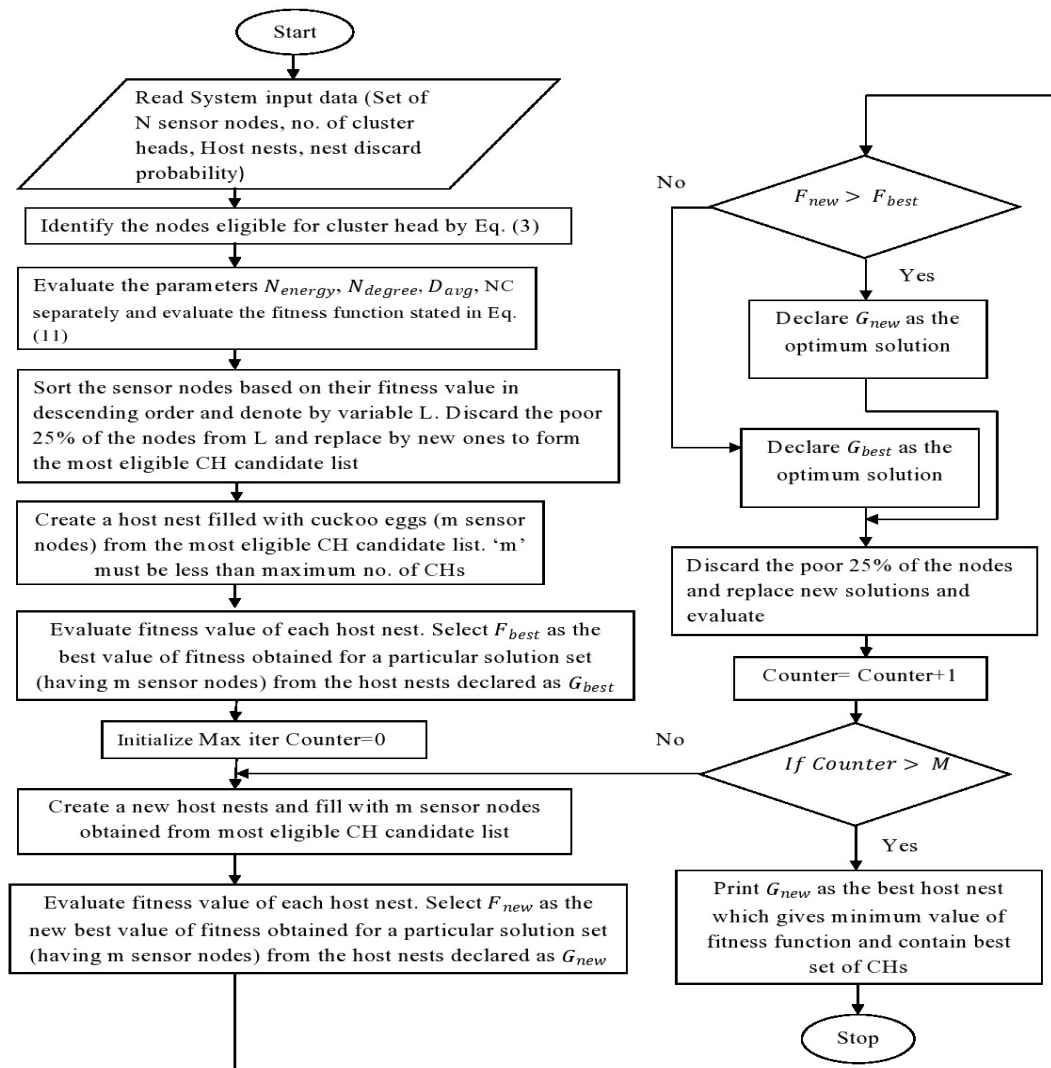 Start
Read System input data (Set of
N sensor nodes, no. of cluster
heads, Host nests, nest discard
probability)
Identify the nodes eligible for cluster head by Eq. (3)
Evaluate the parameters N_energy, N_degree, D_avg, NC
separately and evaluate the fitness function stated in Eq.
(11)
Sort the sensor nodes based on their fitness value in
descending order and denote by variable L. Discard the poor
25% of the nodes from L and replace by new ones to form
the most eligible CH candidate list
Create a host nest filled with cuckoo eggs (m sensor
nodes) from the most eligible CH candidate list. ‘m’
must be less than maximum no. of CHs
Evaluate fitness value of each host nest. Select F_best as the
best value of fitness obtained for a particular solution set
(having m sensor nodes) from the host nests declared as G_best
Initialize Max iter Counter=0
Create a new host nests and fill with m sensor nodes
obtained from most eligible CH candidate list
Evaluate fitness value of each host nest. Select F_new as the
new best value of fitness obtained for a particular solution set
(having m sensor nodes) from the host nests declared as G_new
F_new > F_best
No
Yes
Declare G_new as the
optimum solution
Declare G_best as the
optimum solution
Discard the poor 25% of the nodes
and replace new solutions and
evaluate
Counter= Counter+1
If Counter > M
No
Yes
Print G_new as the best host nest
which gives minimum value of
fitness function and contain best
set of CHs
Stop